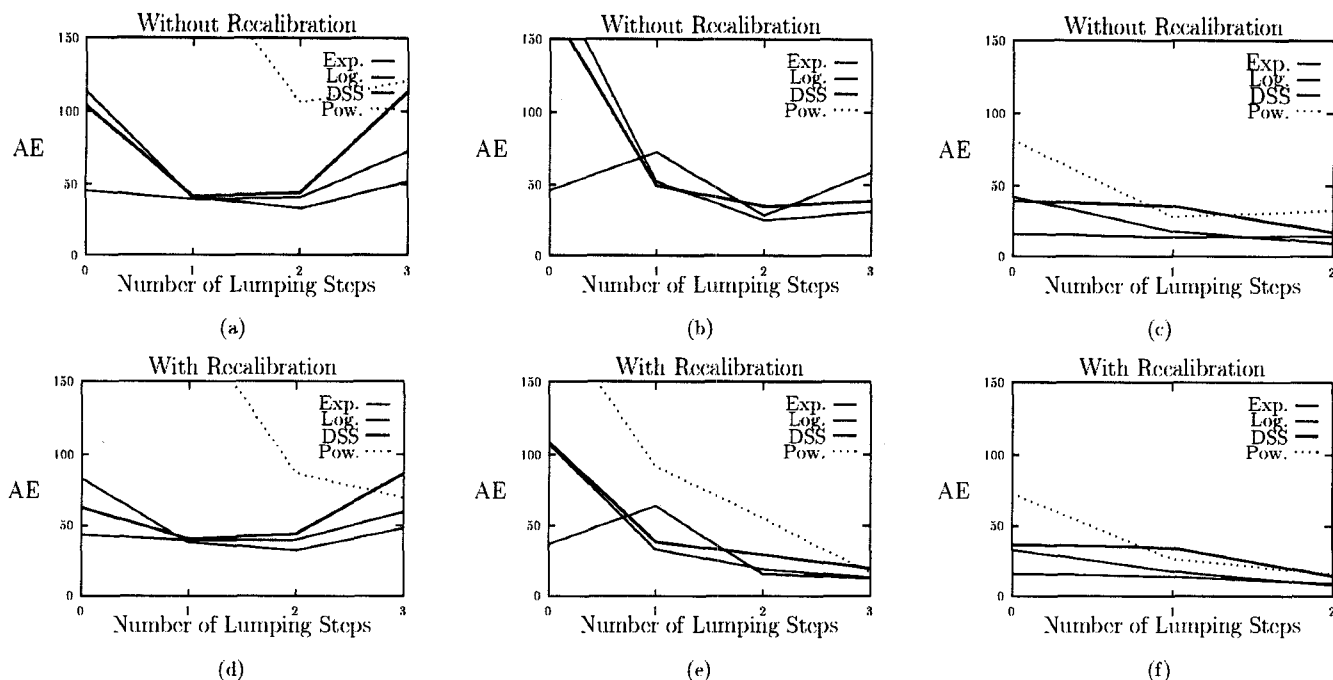 Without Recalibration
150
100
50
0
AE
Exp.
Log.
DSS
Pow.
0 1 2 3
Number of Lumping Steps
(a)
Without Recalibration
150
100
50
0
AE
Exp.
Log.
DSS
Pow.
0 1 2 3
Number of Lumping Steps
(b)
Without Recalibration
150
100
50
0
AE
Exp.
Log.
DSS
Pow.
0 1 2
Number of Lumping Steps
(c)
With Recalibration
150
100
50
0
AE
Exp.
Log.
DSS
Pow.
0 1 2 3
Number of Lumping Steps
(d)
With Recalibration
150
100
50
0
AE
Exp.
Log.
DSS
Pow.
0 1 2 3
Number of Lumping Steps
(e)
With Recalibration
150
100
50
0
AE
Exp.
Log.
DSS
Pow.
0 1 2
Number of Lumping Steps
(f)